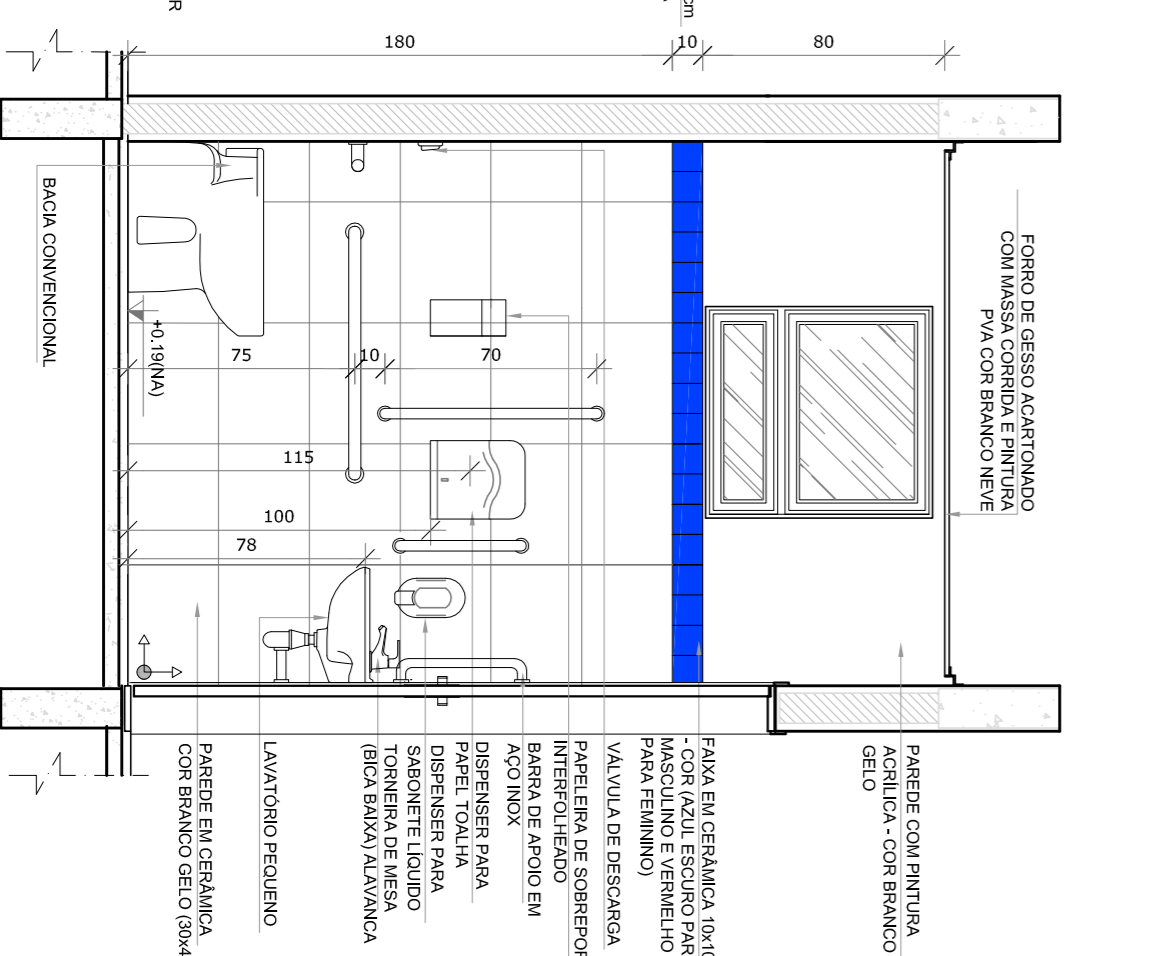 R
cm
180
10
80
FORRO DE GESSO ACARTONADO
COM MASSA CORRIDA E PINTURA
PVA COR BRANCO NEVE
BACIA CONVENCIONAL
+0.19(NA)
75
10
70
115
100
78
PAREDE COM PINTURA
ACRÍLICA - COR BRANCO
GELO
FAIXA EM CERÂMICA 10x10
- COR (AZUL ESCURO PAR
MASCULINO E VERMELHO
PARA FEMININO)
VÁLVULA DE DESCARGA
PAPELEIRA DE SOBREPOR
INTERFOLHEADO
BARRA DE APOIO EM
AÇO INOX
DISPENSER PARA
PAPEL TOALHA
DISPENSER PARA
SABONETE LÍQUIDO
TORNEIRA DE MESA
(BICA BAIXA) ALAVANCA
LAVATÓRIO PEQUENO
PAREDE EM CERÂMICA
COR BRANCO GELO (30x4